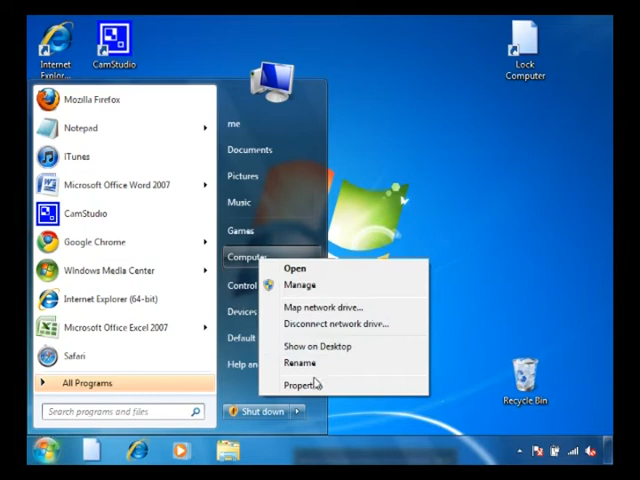 Internet
Explor...
CamStudio
Lock
Computer
Mozilla Firefox
Notepad
iTunes
Microsoft Office Word 2007
CamStudio
Google Chrome
Windows Media Center
Internet Explorer (64-bit)
Microsoft Office Excel 2007
Safari
All Programs
Search programs and files
me
Documents
Pictures
Music
Games
Computer
Control
Devices
Default
Help an
Shut down
Open
Manage
Map network drive...
Disconnect network drive...
Show on Desktop
Rename
Properties
Recycle Bin